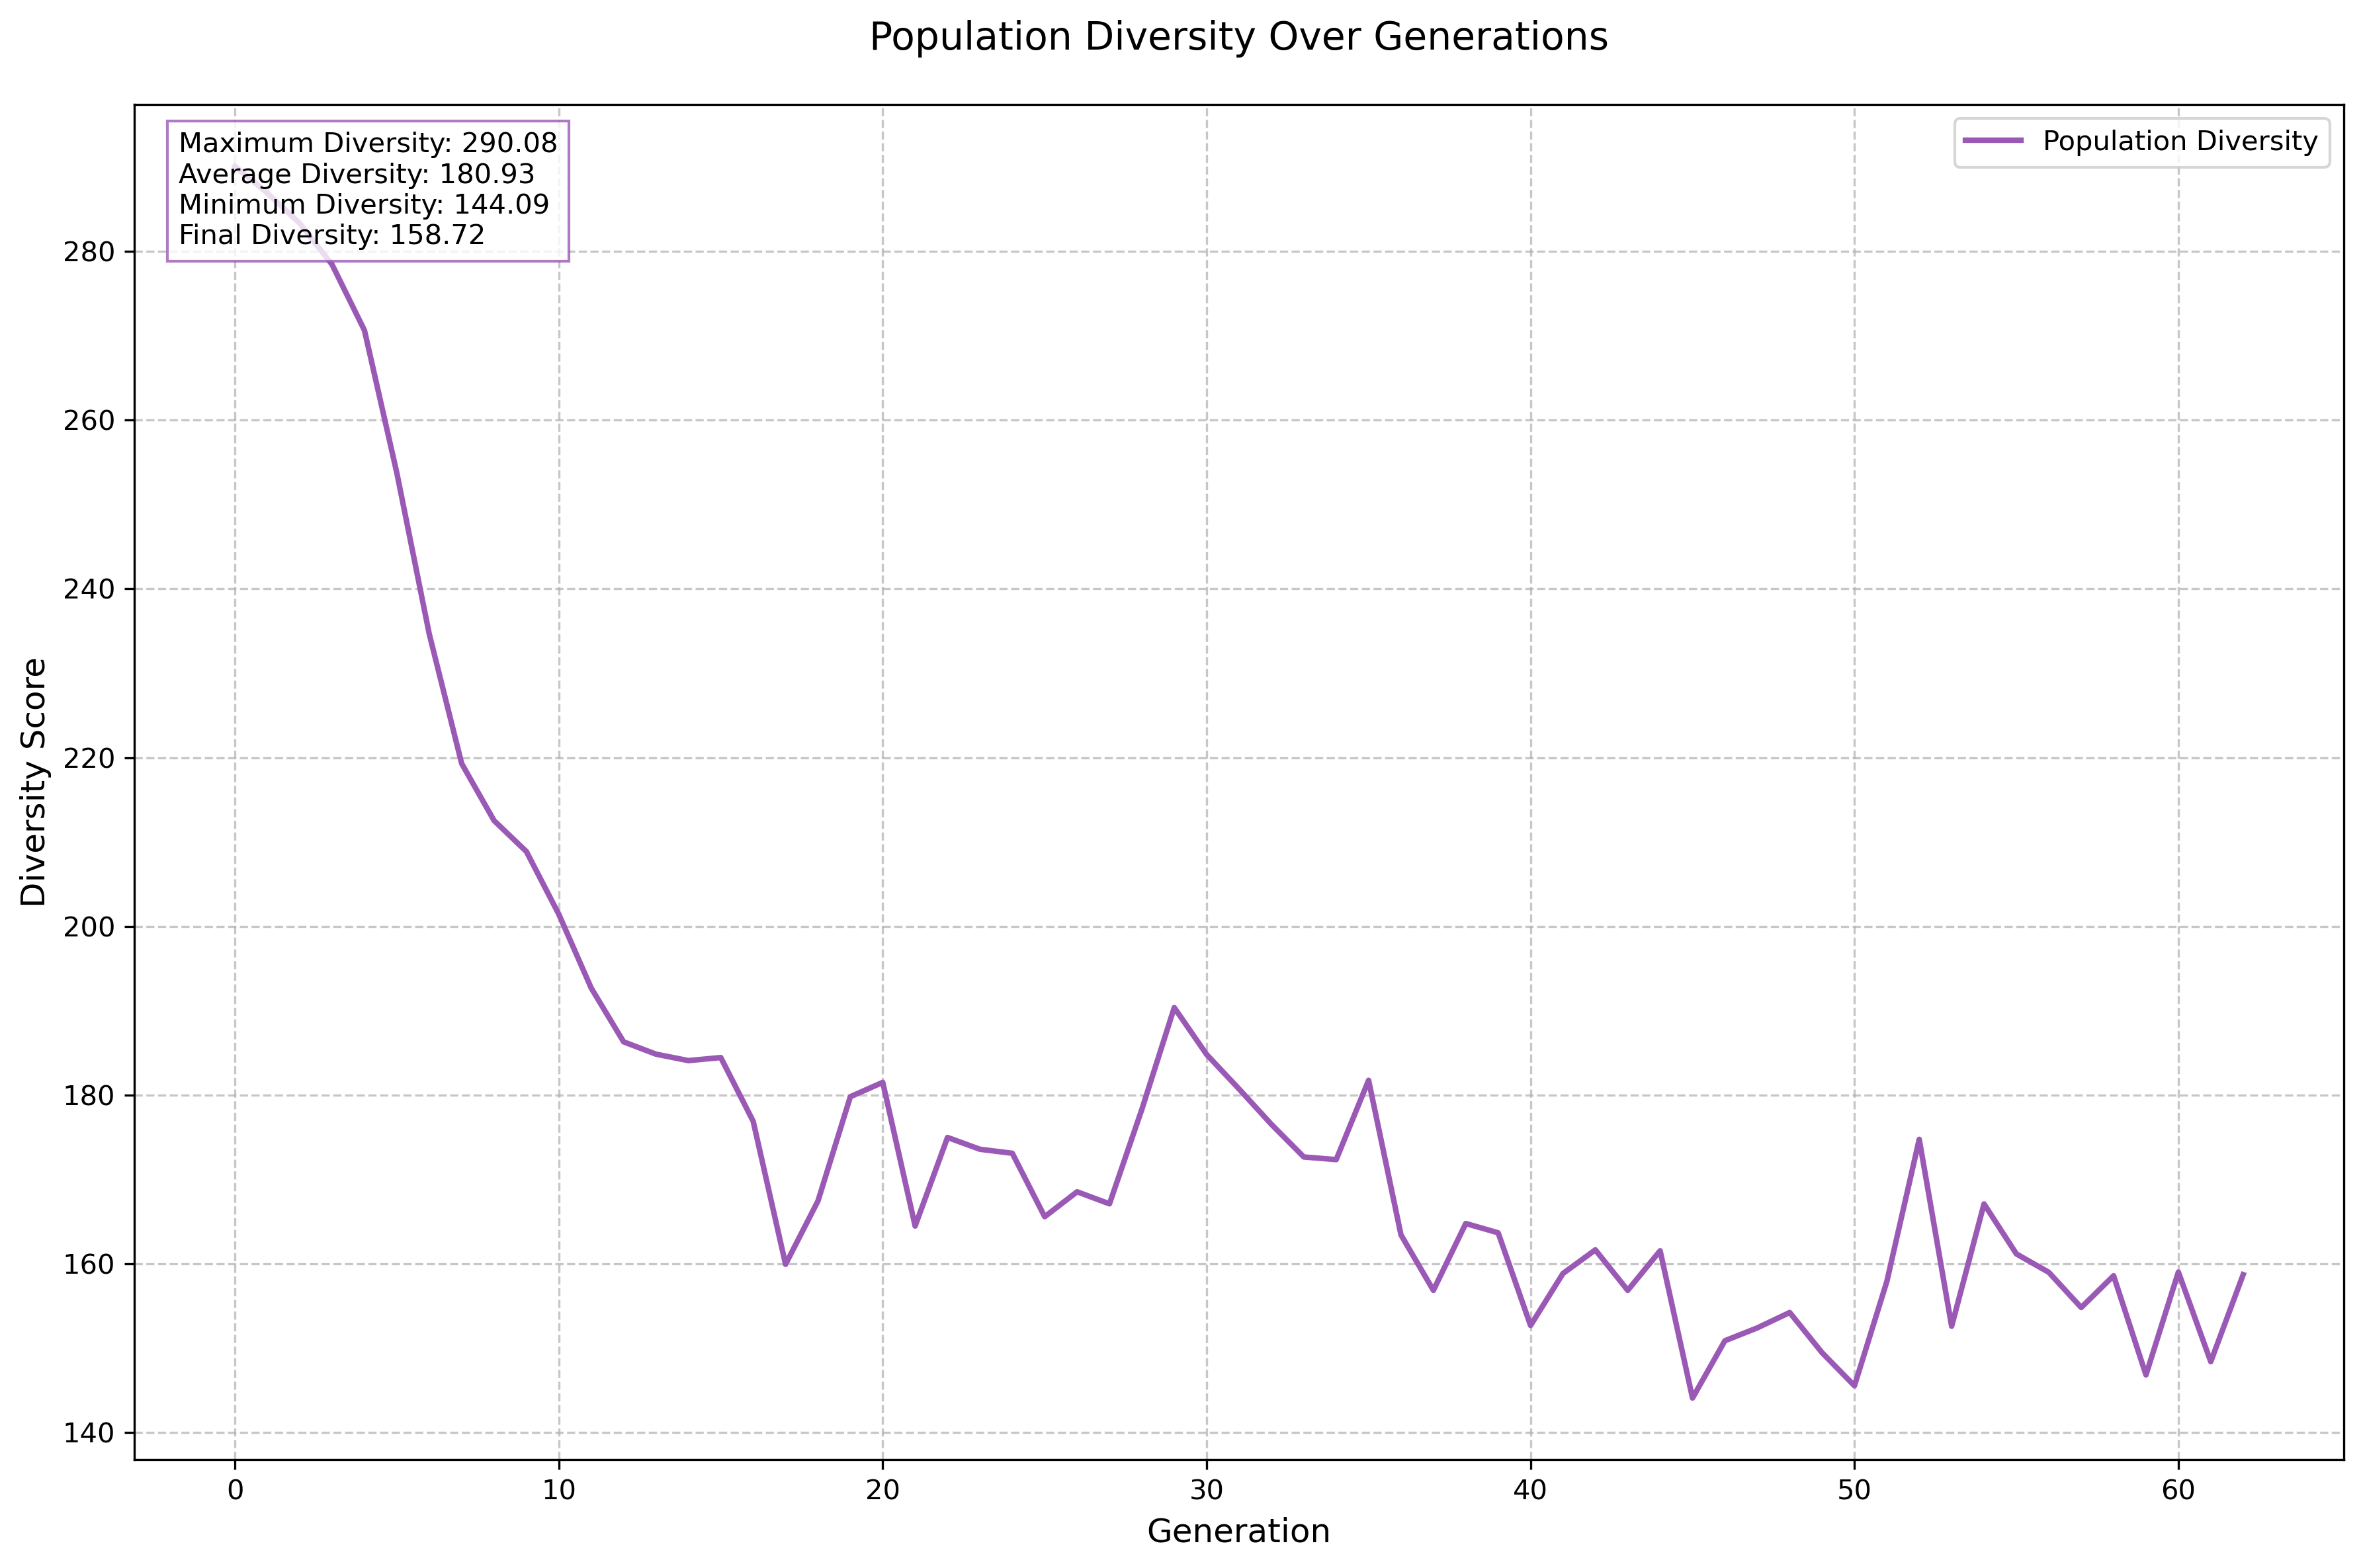 Population Diversity Over Generations
Maximum Diversity: 290.08
Average Diversity: 180.93
Minimum Diversity: 144.09
Final Diversity: 158.72
Population Diversity
Diversity Score
280
260
240
220
200
180
160
140
0 10 20 30 40 50 60
Generation